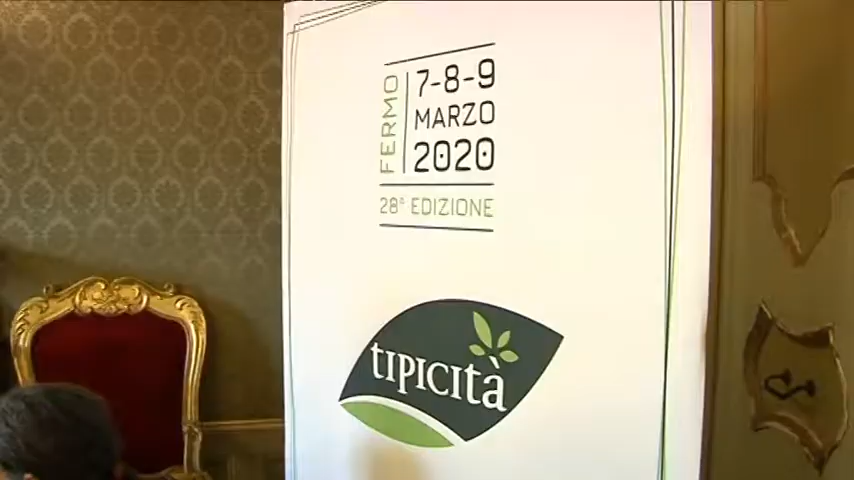 FERMO
7-8-9
MARZO
2020
28ª EDIZIONE
tIPICItà